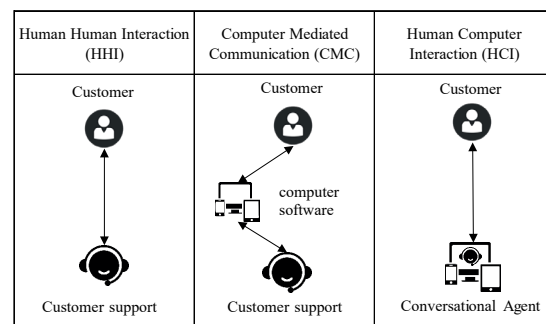 Human Human Interaction
(HHI)
Computer Mediated
Communication (CMC)
Human Computer
Interaction (HCI)
Customer
Customer support
Customer
computer
software
Customer support
Customer
Conversational Agent